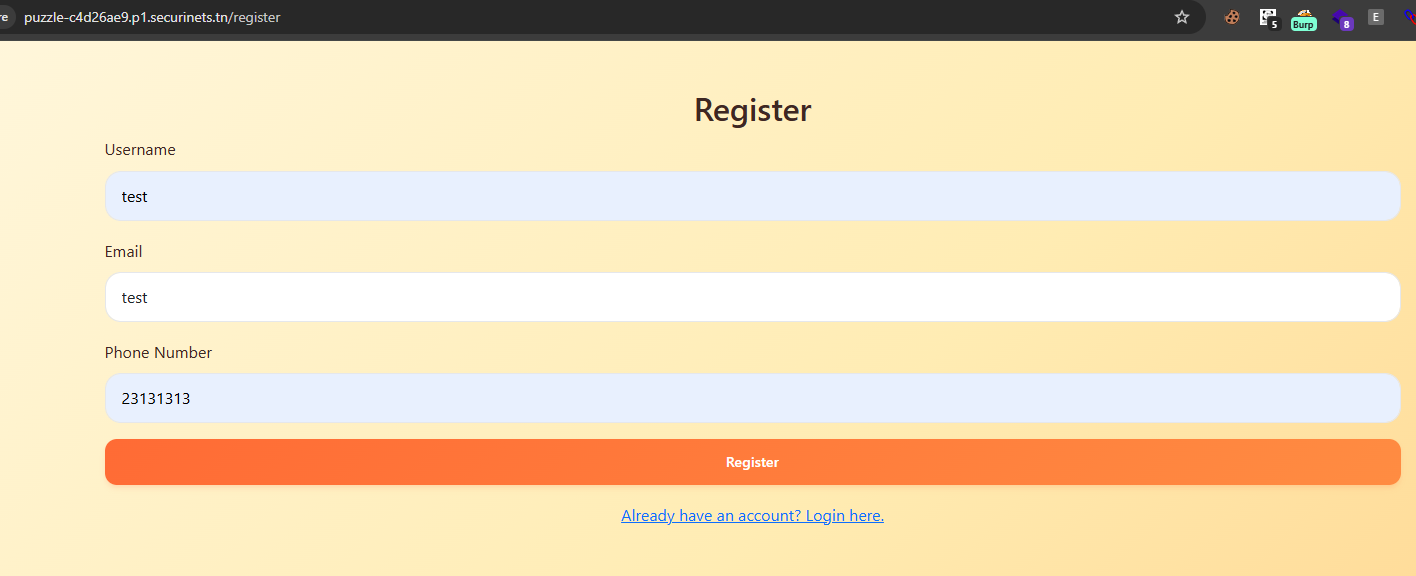 re puzzle-c4d26ae9.p1.securinets.tn/register 5 Burp 8 E
Register
Username
test
Email
test
Phone Number
23131313
Register
Already have an account? Login here.